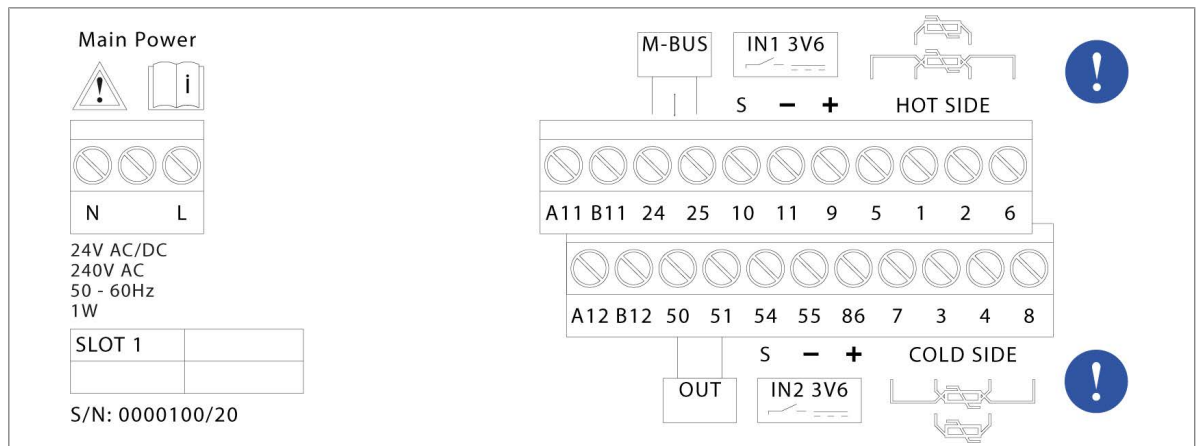 Main Power
M-BUS
IN1 3V6
S − +
HOT SIDE
i
N L
A11 B11 24 25 10 11 9 5 1 2 6
24V AC/DC
240V AC
50 - 60Hz
1W
A12 B12 50 51 54 55 86 7 3 4 8
SLOT 1
S − +
COLD SIDE
OUT
IN2 3V6
S/N: 0000100/20